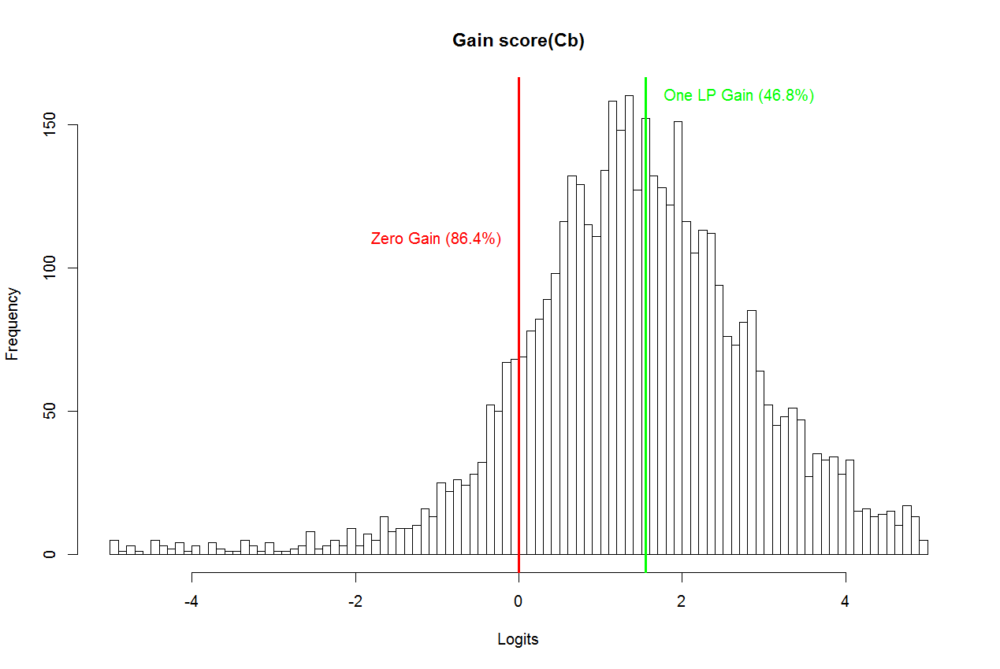 Gain score(Cb)
One LP Gain (46.8%)
Zero Gain (86.4%)
Frequency
150
100
50
0
-4 -2 0 2 4
Logits